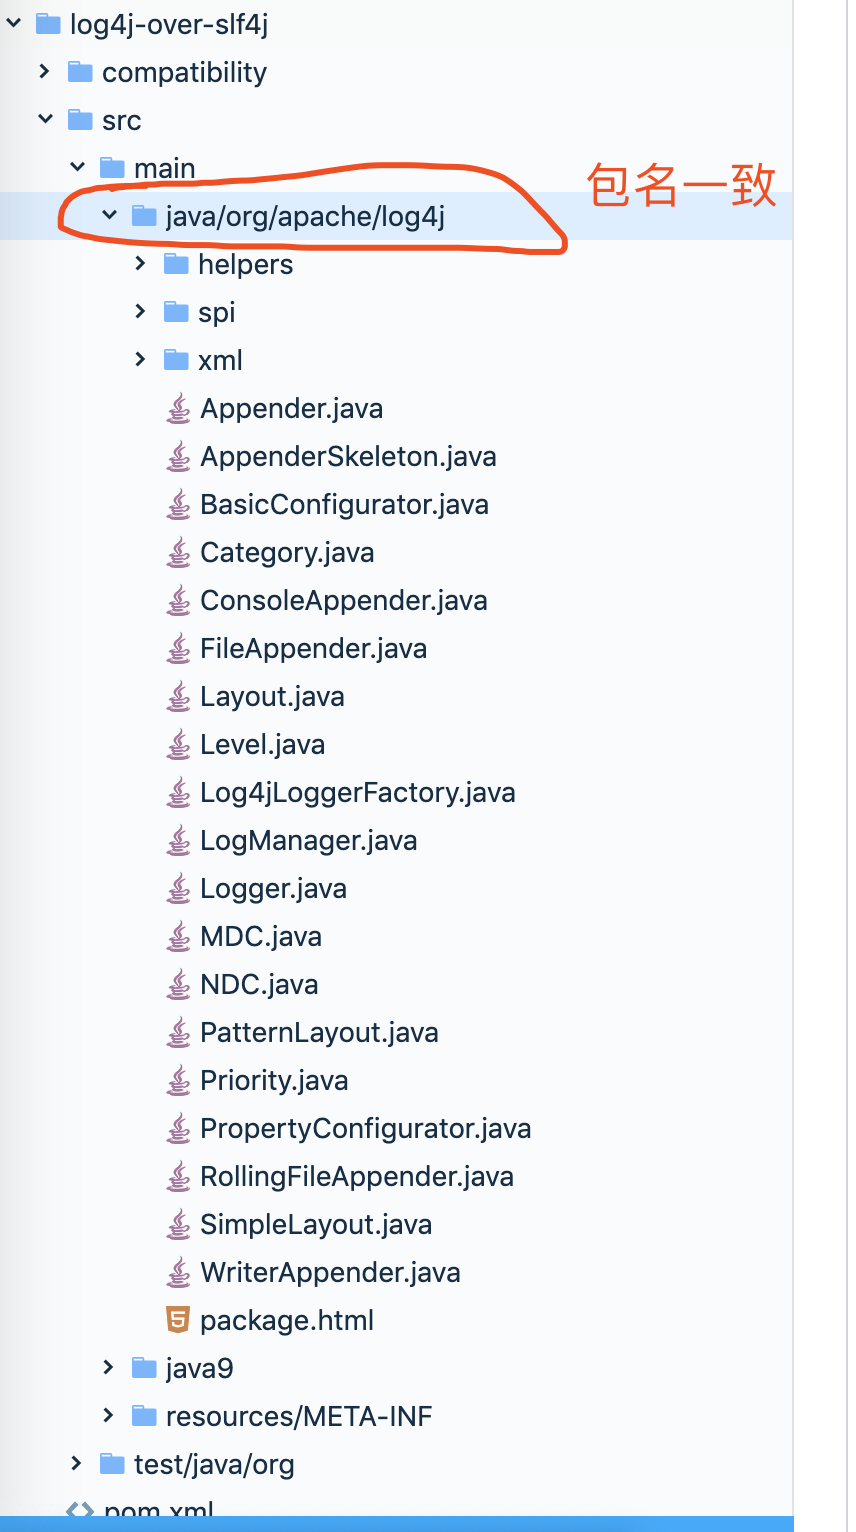 log4j-over-slf4j
compatibility
src
main
包名一致
java/org/apache/log4j
helpers
spi
xml
Appender.java
AppenderSkeleton.java
BasicConfigurator.java
Category.java
ConsoleAppender.java
FileAppender.java
Layout.java
Level.java
Log4jLoggerFactory.java
LogManager.java
Logger.java
MDC.java
NDC.java
PatternLayout.java
Priority.java
PropertyConfigurator.java
RollingFileAppender.java
SimpleLayout.java
WriterAppender.java
package.html
java9
resources/META-INF
test/java/org
pom.xml